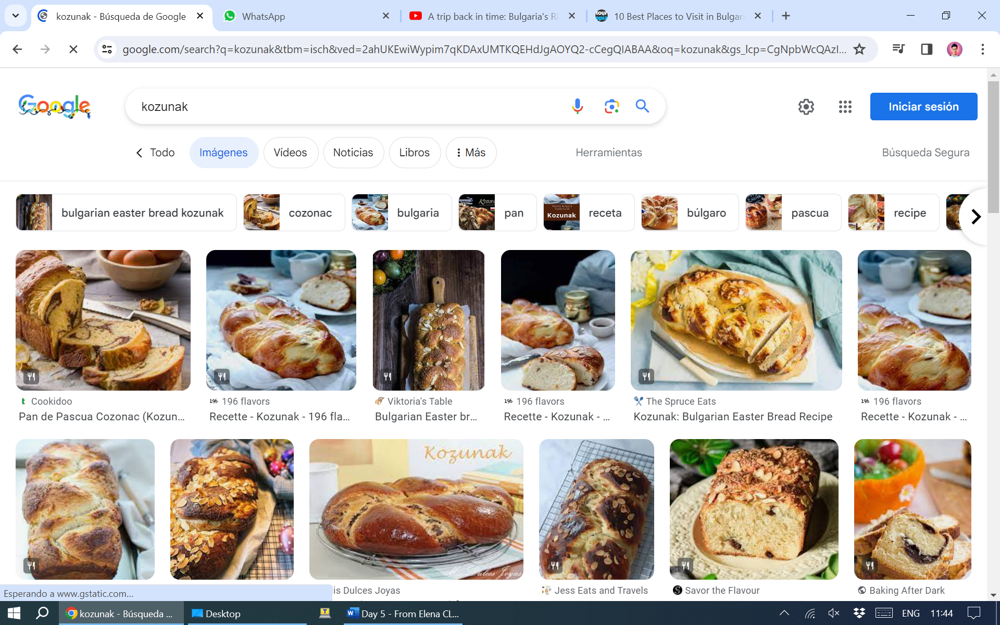 kozunak - Búsqueda de Google
WhatsApp
A trip back in time: Bulgaria's Ri
10 Best Places to Visit in Bulgari
google.com/search?q=kozunak&tbm=isch&ved=2ahUKEwiWypim7qKDAxUMTKQEHdJgAOYQ2-cCegQIABAA&oq=kozunak&gs_lcp=CgNpbWcQAzI...
Google
kozunak
Iniciar sesión
Todo
Imágenes
Vídeos
Noticias
Libros
Más
Herramientas
Búsqueda Segura
bulgarian easter bread kozunak
cozonac
bulgaria
pan
Kozunak
receta
búlgaro
pascua
recipe
Cookidoo
Pan de Pascua Cozonac (Kozun...
196 flavors
Recette - Kozunak - 196 fla...
Viktoria's Table
Bulgarian Easter br...
196 flavors
Recette - Kozunak - ...
The Spruce Eats
Kozunak: Bulgarian Easter Bread Recipe
196 flavors
Recette - Kozunak - ...
Kozunak
is Dulces Joyas
Jess Eats and Travels
Savor the Flavour
Baking After Dark
Esperando a www.gstatic.com...
kozunak - Búsqueda ...
Desktop
Day 5 - From Elena CL...
ENG
11:44